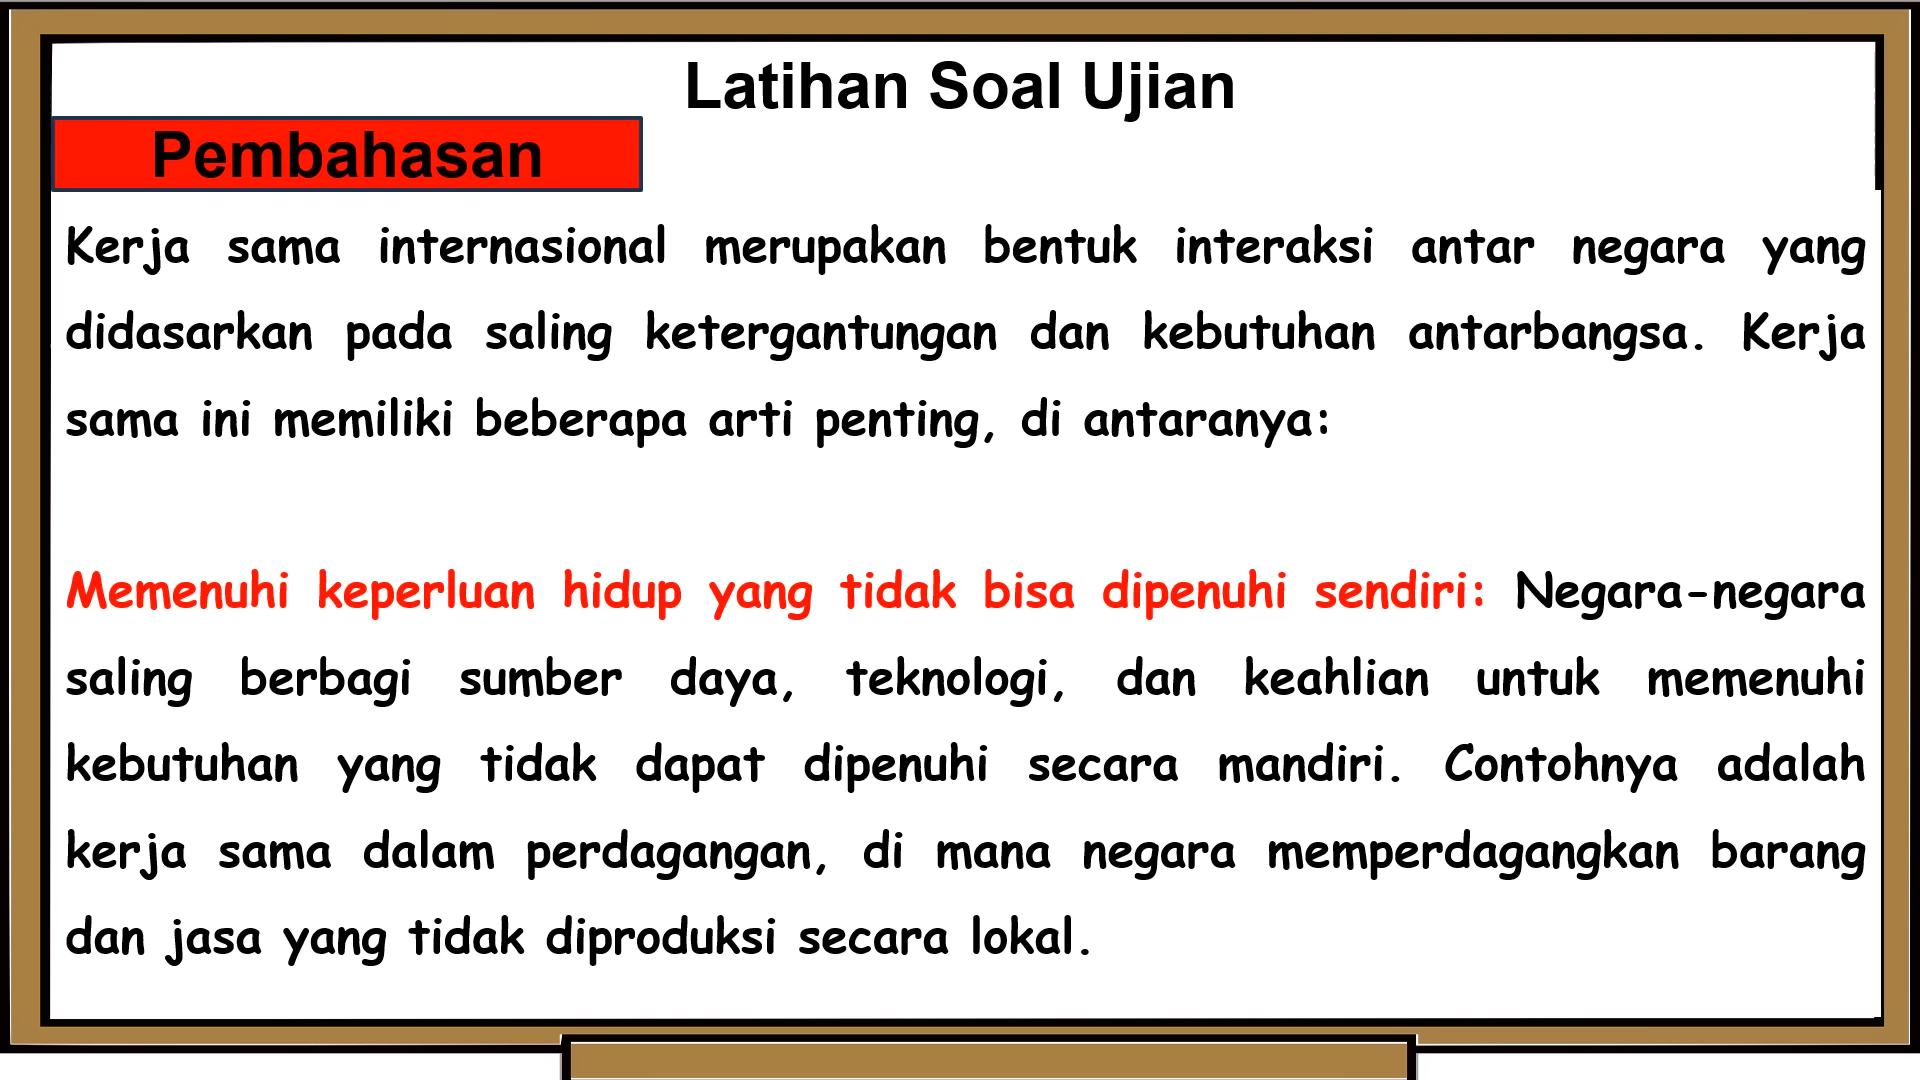 Latihan Soal Ujian
Pembahasan
Kerja sama internasional merupakan bentuk interaksi antar negara yang
didasarkan pada saling ketergantungan dan kebutuhan antarbangsa. Kerja
sama ini memiliki beberapa arti penting, di antaranya:
Memenuhi keperluan hidup yang tidak bisa dipenuhi sendiri: Negara-negara
saling berbagi sumber daya, teknologi, dan keahlian untuk memenuhi
kebutuhan yang tidak dapat dipenuhi secara mandiri. Contohnya adalah
kerja sama dalam perdagangan, di mana negara memperdagangkan barang
dan jasa yang tidak diproduksi secara lokal.